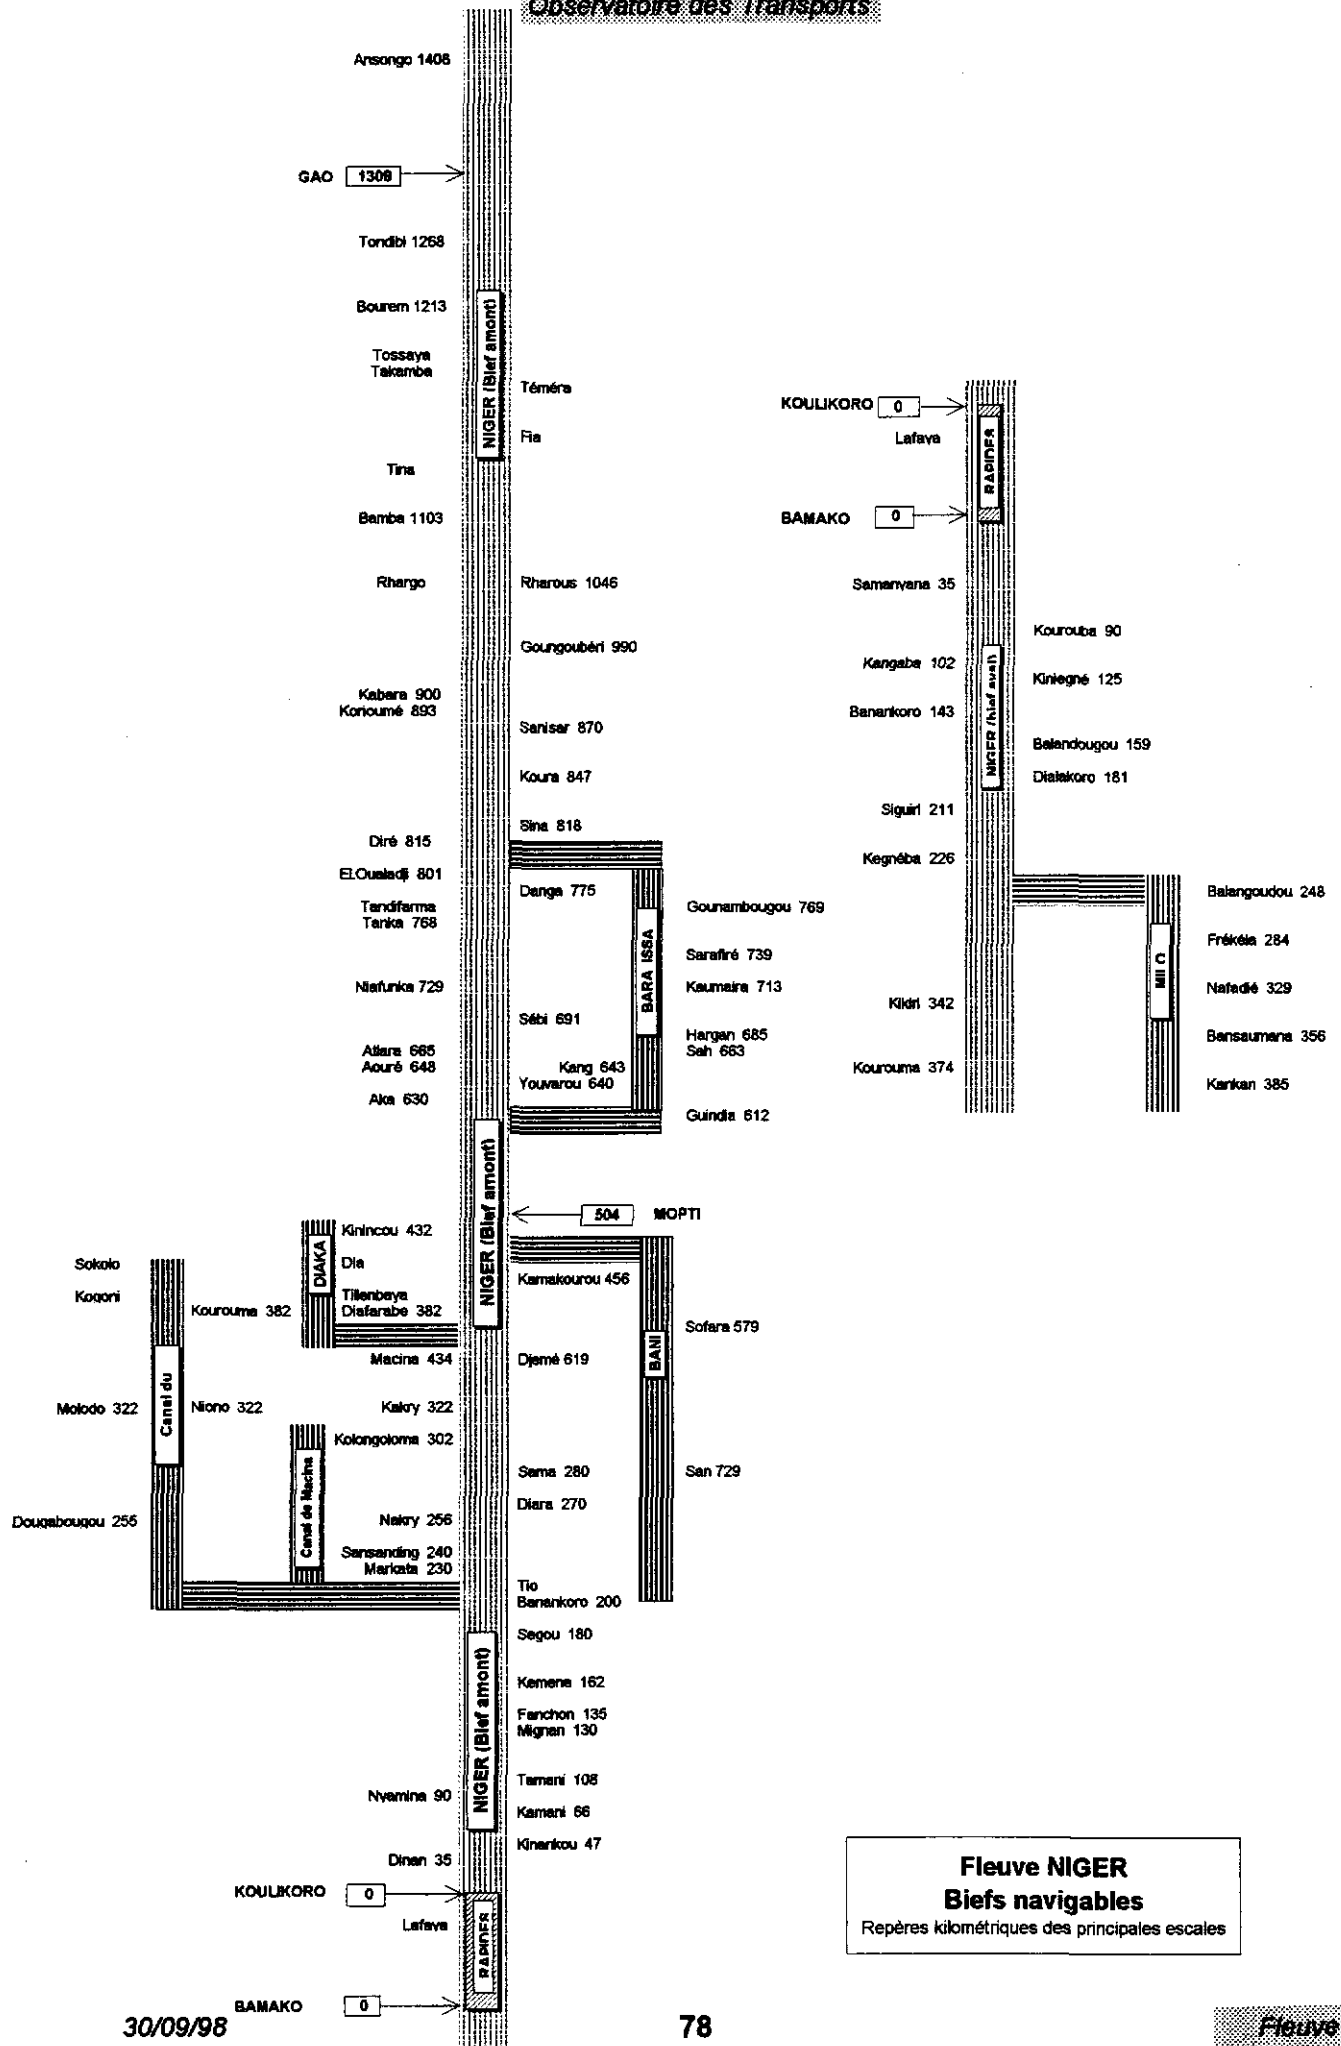 Observatoire des Transports
Ansongo 1408
GAO 1309
Tondibi 1268
Bourem 1213
Tossaya
Takamba
NIGER (Bief amont)
Téméra
Fia
Tina
Bamba 1103
Rhargo
Rharous 1046
Goungoubéri 990
Kabara 900
Korioumé 893
Sanisar 870
Koura 847
Sina 818
Diré 815
ELOualadji 801
Danga 775
Tandifarma
Tanka 768
BARA ISSA
Gounambougou 769
Sarafiré 739
Niafunka 729
Kaumaira 713
Sébi 691
Hargan 685
Sah 663
Atlara 665
Aouré 648
Kang 643
Youvarou 640
Aka 630
Guindia 612
NIGER (Bief amont)
504 MOPTI
DIAKA
Kinincou 432
Dia
Tillenbaya
Diafarabe 382
Sokolo
Kogoni
Kourouma 382
Kamakourou 456
BANI
Sofara 579
Macina 434
Djemé 619
Canal du
Molodo 322
Niono 322
Kakry 322
Kolongoloma 302
Canal de Macina
Sama 280
San 729
Diara 270
Dougabougou 255
Nakry 256
Sansanding 240
Markata 230
Tio
Banankoro 200
Segou 180
NIGER (Bief amont)
Kemena 162
Fanchon 135
Mignan 130
Tamani 108
Nyamina 90
Kamani 66
Kinankou 47
Dinan 35
KOULIKORO 0
Lafaya
RAPIDES
BAMAKO 0
KOULIKORO 0
Lafaya
RAPIDES
BAMAKO 0
Samanyana 35
Kourouba 90
Kangaba 102
Kiniegné 125
NIGER (bief aval)
Banankoro 143
Balandougou 159
Dialakoro 181
Siguiri 211
Kegnéba 226
MILO
Balangoudou 248
Frékéla 284
Nafadié 329
Kikiri 342
Bansaumana 356
Kourouma 374
Kankan 385
Fleuve NIGER
Biefs navigables
Repères kilométriques des principales escales
30/09/98
78
Fleuve